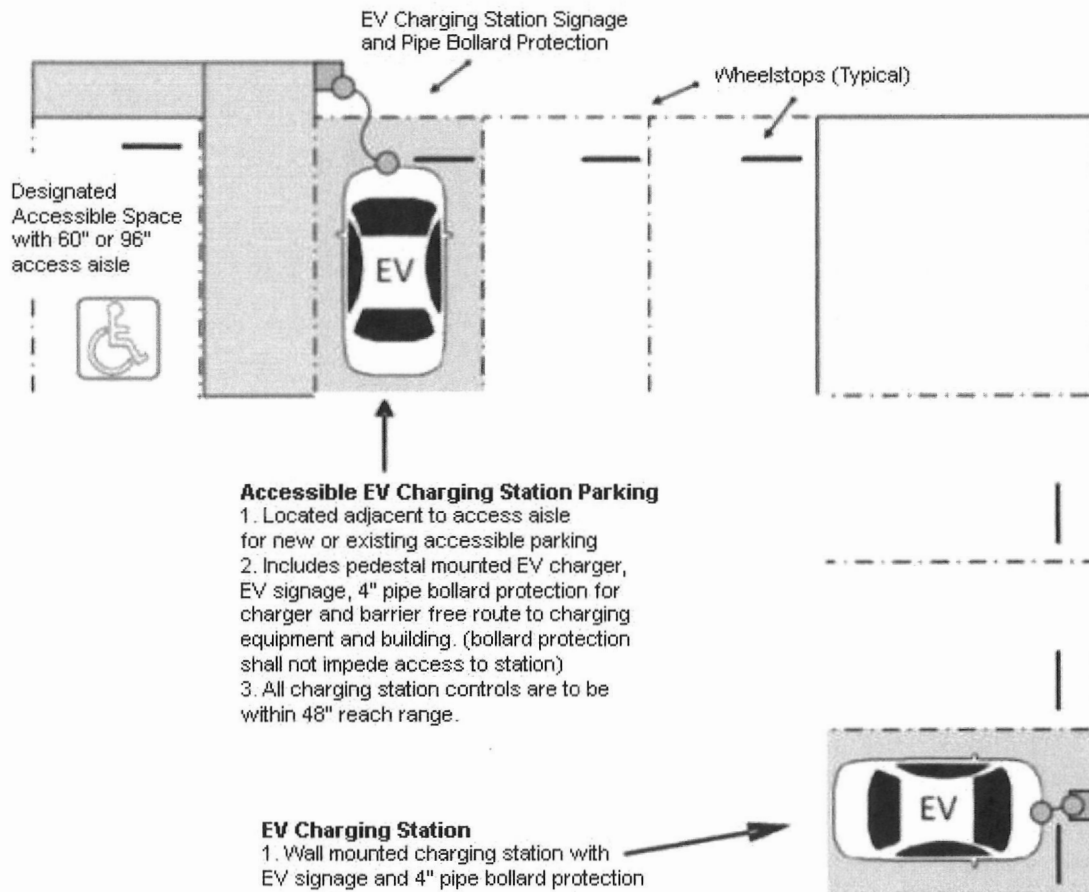 EV Charging Station Signage
and Pipe Bollard Protection
Wheelstops (Typical)
Designated
Accessible Space
with 60" or 96"
access aisle
EV
Accessible EV Charging Station Parking
1. Located adjacent to access aisle
for new or existing accessible parking
2. Includes pedestal mounted EV charger,
EV signage, 4" pipe bollard protection for
charger and barrier free route to charging
equipment and building. (bollard protection
shall not impede access to station)
3. All charging station controls are to be
within 48" reach range.
EV
EV Charging Station
1. Wall mounted charging station with
EV signage and 4" pipe bollard protection